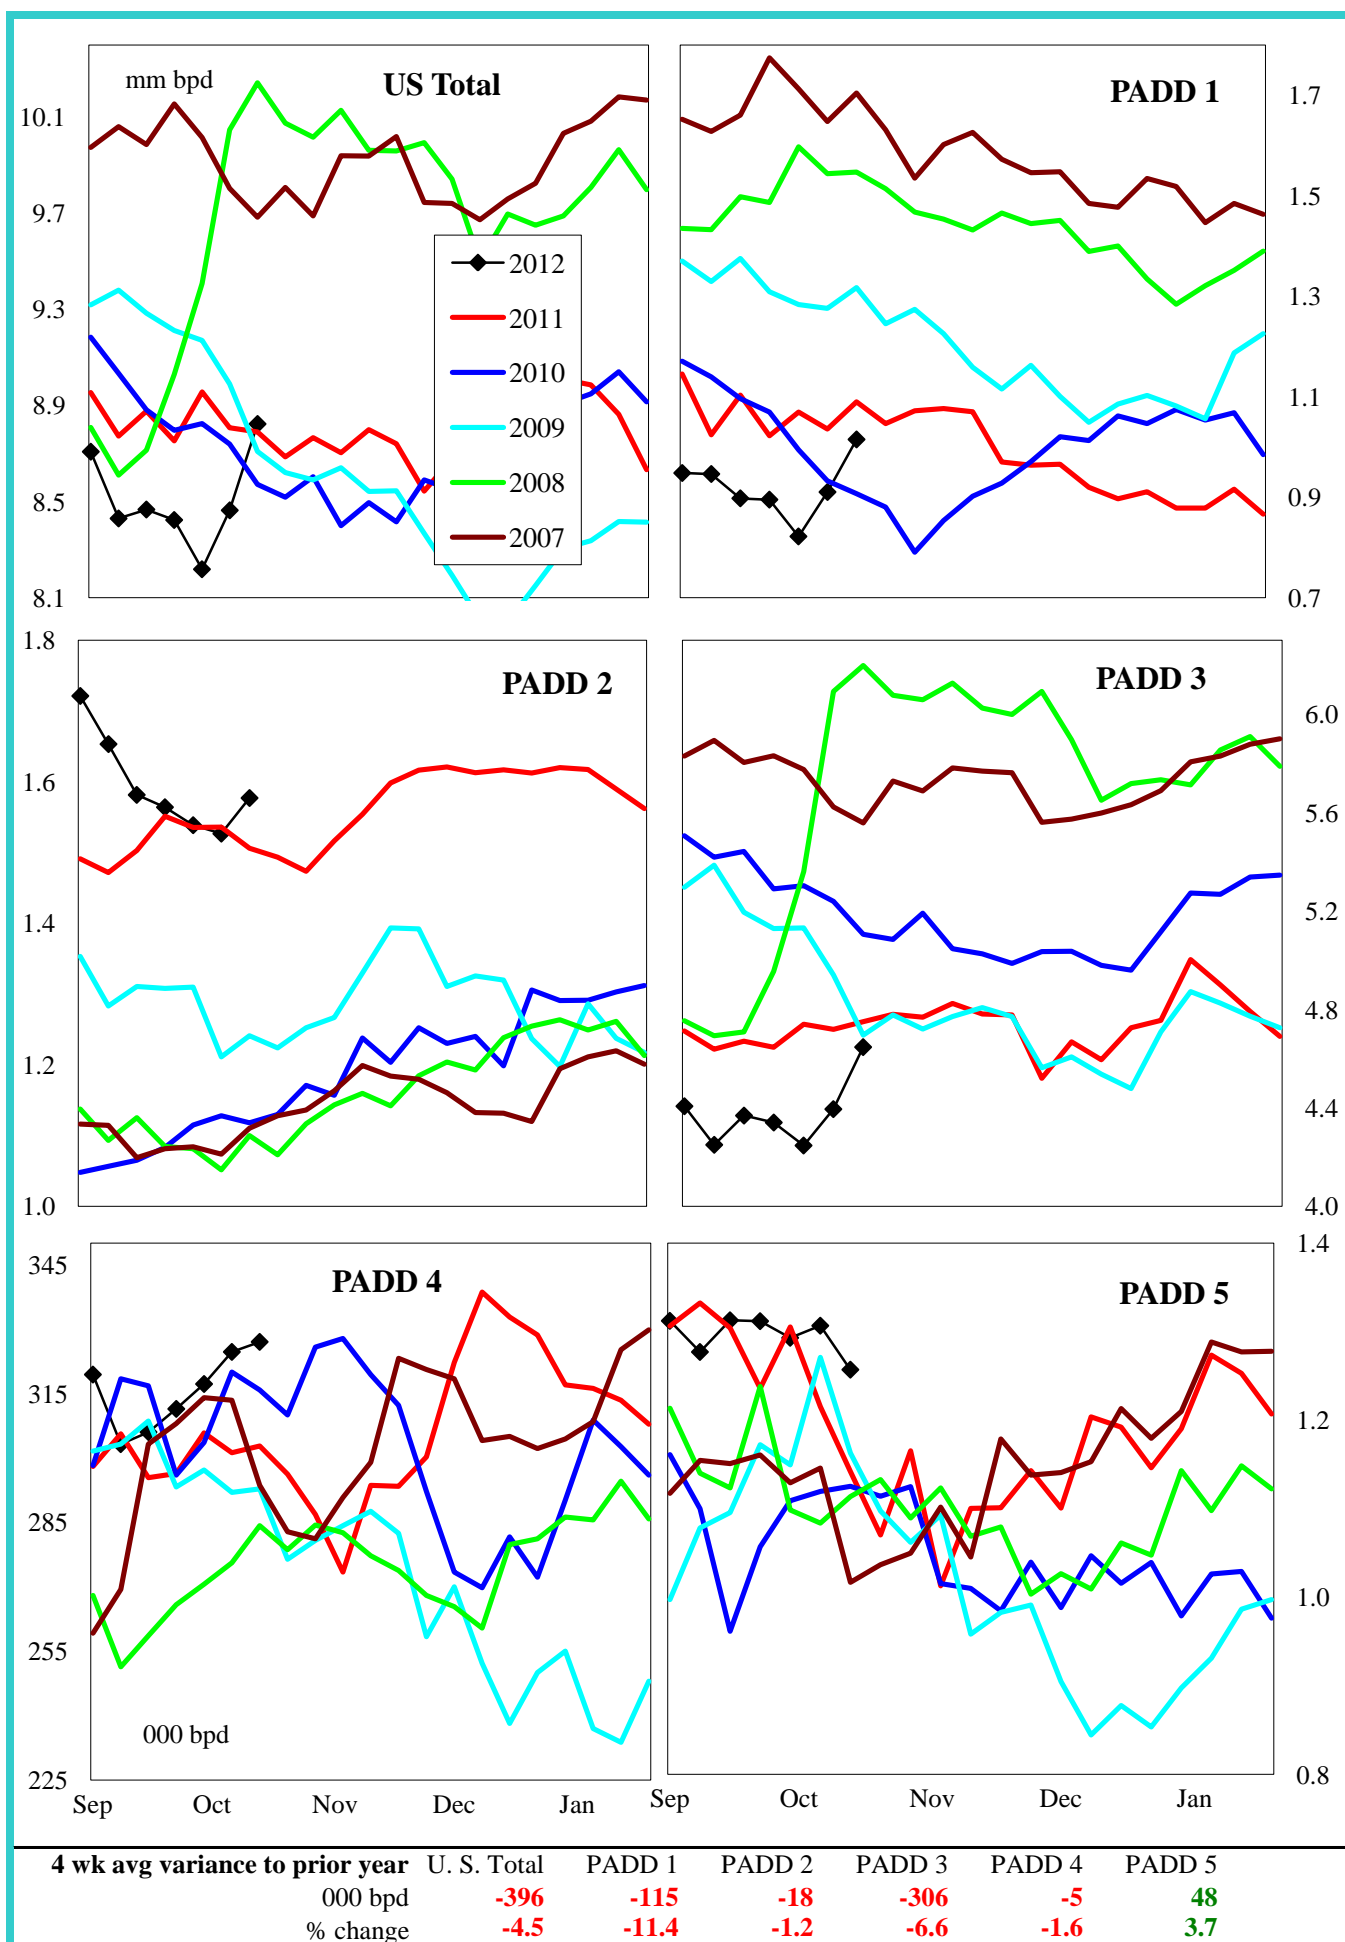 mm bpd
US Total
10.1
9.7
9.3
8.9
8.5
8.1
2012
2011
2010
2009
2008
2007
PADD 1
1.7
1.5
1.3
1.1
0.9
0.7
PADD 2
1.8
1.6
1.4
1.2
1.0
PADD 3
6.0
5.6
5.2
4.8
4.4
4.0
PADD 4
345
315
285
255
225
000 bpd
Sep Oct Nov Dec Jan
PADD 5
1.4
1.2
1.0
0.8
Sep Oct Nov Dec Jan
4 wk avg variance to prior year U. S. Total PADD 1 PADD 2 PADD 3 PADD 4 PADD 5
000 bpd -396 -115 -18 -306 -5 48
% change -4.5 -11.4 -1.2 -6.6 -1.6 3.7